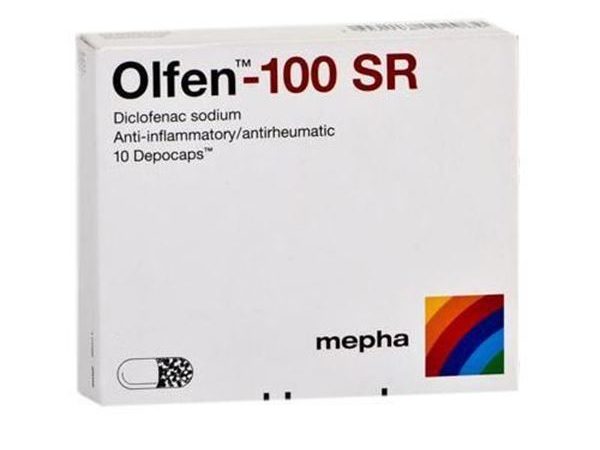 Olfen™-100 SR
Diclofenac sodium
Anti-inflammatory/antirheumatic
10 Depocaps™
mepha